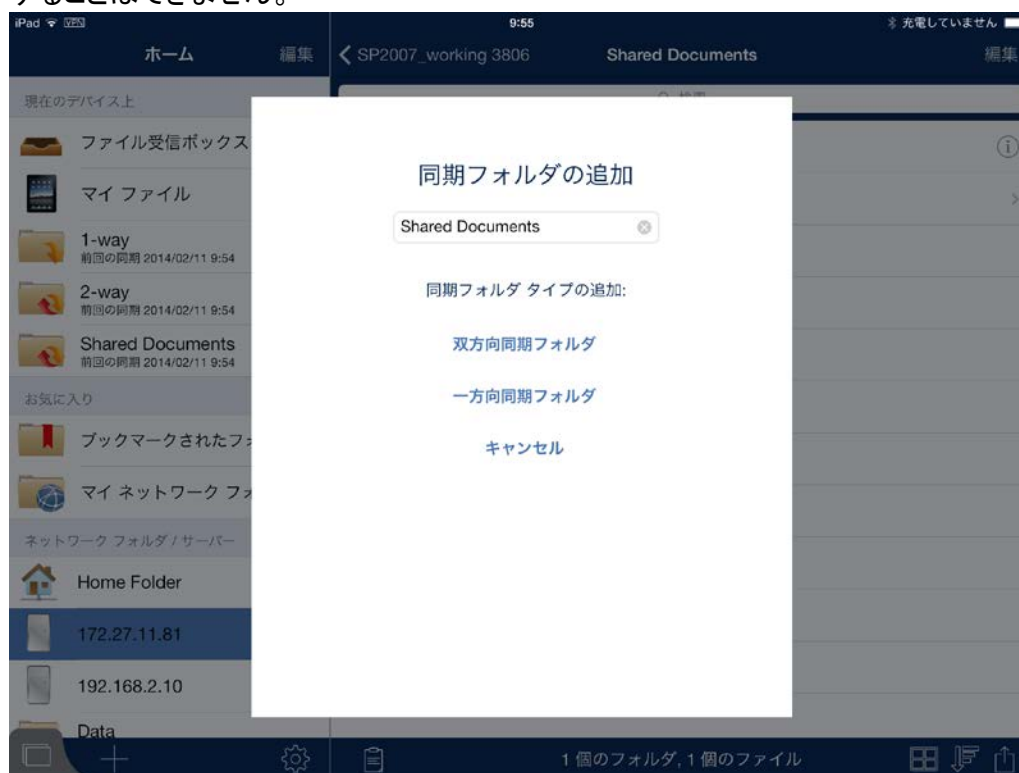 することはできません。
iPad VPN 9:55 充電していません
ホーム 編集 SP2007_working 3806 Shared Documents 編集
現在のデバイス上
ファイル受信ボックス
マイ ファイル
1-way
前回の同期 2014/02/11 9:54
2-way
前回の同期 2014/02/11 9:54
Shared Documents
前回の同期 2014/02/11 9:54
お気に入り
ブックマークされたフ
マイ ネットワーク フ
ネットワーク フォルダ / サーバー
Home Folder
172.27.11.81
192.168.2.10
Data
同期フォルダの追加
Shared Documents
同期フォルダ タイプの追加:
双方向同期フォルダ
一方向同期フォルダ
キャンセル
1 個のフォルダ, 1 個のファイル